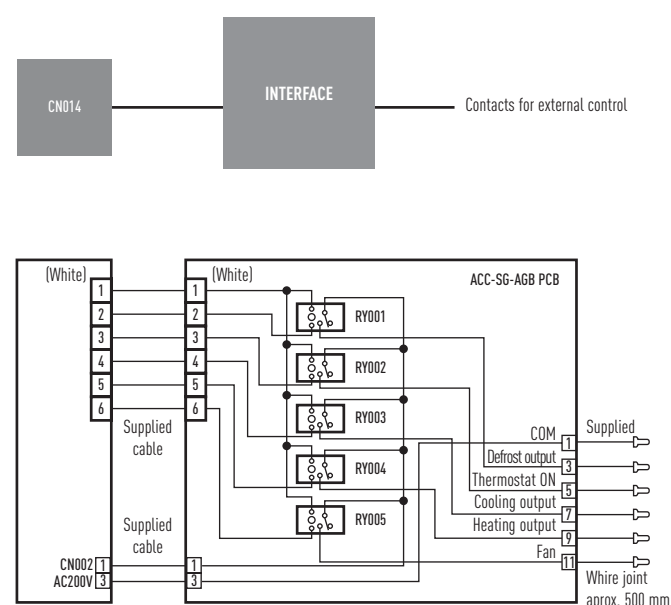 CN014
INTERFACE
Contacts for external control
(White)
(White)
ACC-SG-AGB PCB
1
1
2
2
RY001
3
3
4
4
RY002
5
5
6
6
RY003
Supplied
cable
COM
1
Supplied
Defrost output
3
RY004
Thermostat ON
5
Cooling output
7
RY005
Heating output
9
Supplied
cable
Fan
11
CN002
1
1
AC200V
3
3
Whire joint
aprox. 500 mm